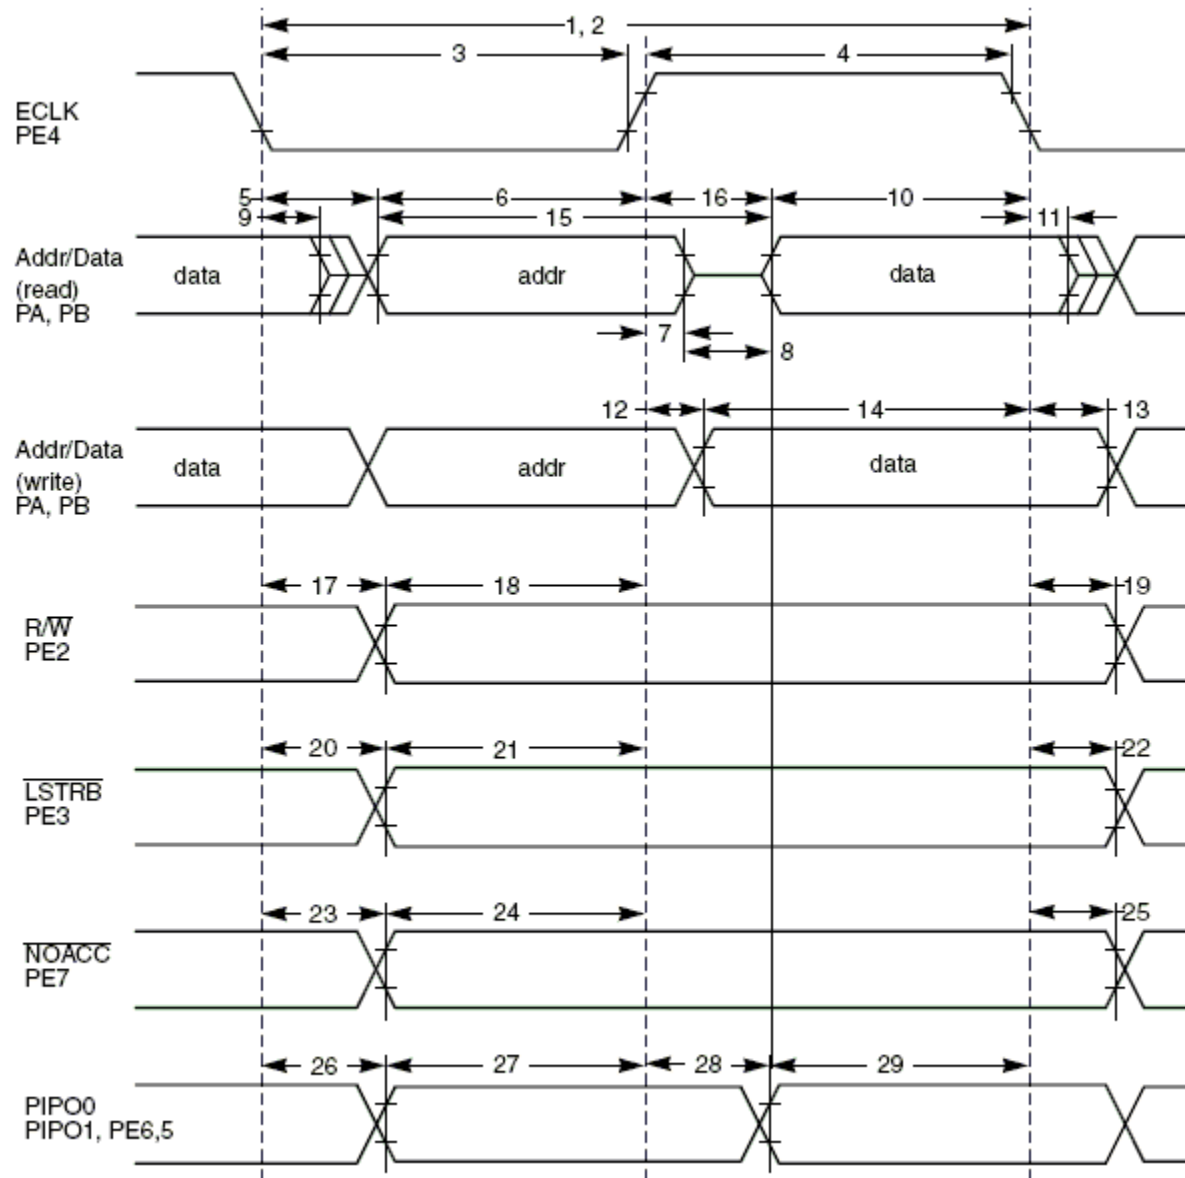 1, 2
3 4
ECLK
PE4
5 6 16 10
9 15 11
Addr/Data
(read)
PA, PB
data addr data
7 8
12 14 13
Addr/Data
(write)
PA, PB
data addr data
17 18 19
R/W̅
PE2
20 21 22
L̅S̅T̅R̅B̅
PE3
23 24 25
N̅O̅A̅C̅C̅
PE7
26 27 28 29
PIPO0
PIPO1, PE6,5